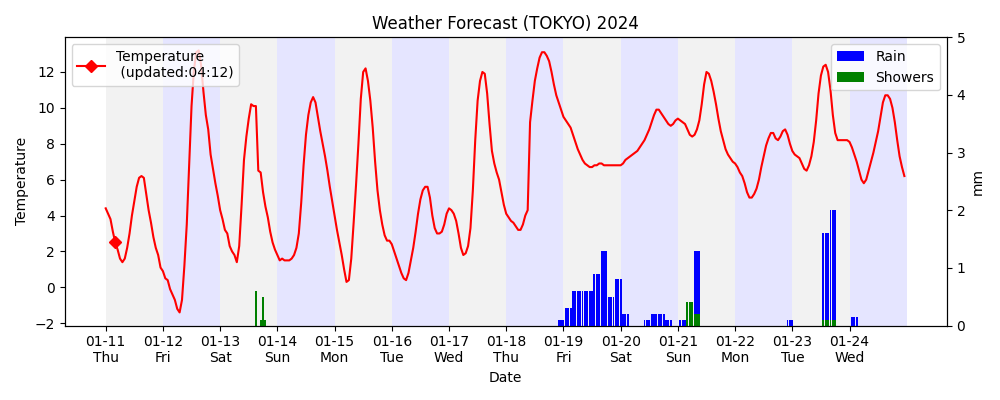 Weather Forecast (TOKYO) 2024
Temperature
(updated:04:12)
Rain
Showers
Temperature
12
10
8
6
4
2
0
−2
5
4
3
2
1
0
mm
01-11 01-12 01-13 01-14 01-15 01-16 01-17 01-18 01-19 01-20 01-21 01-22 01-23 01-24
Thu Fri Sat Sun Mon Tue Wed Thu Fri Sat Sun Mon Tue Wed
Date